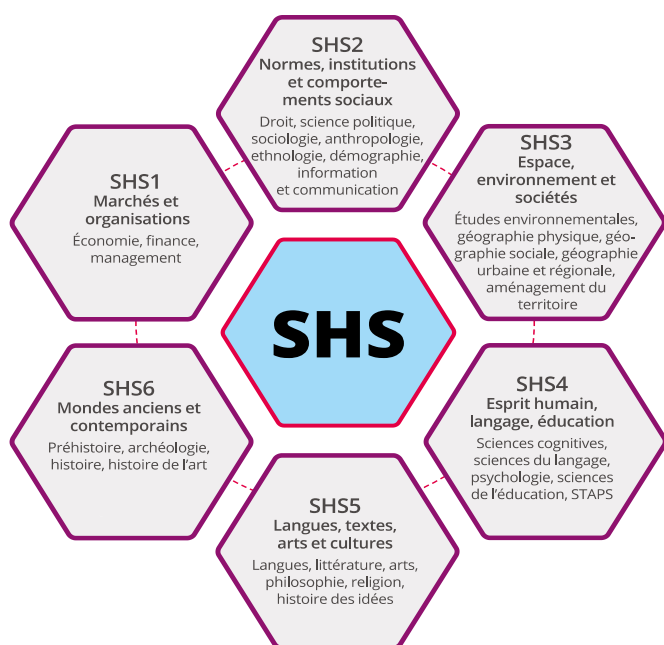 SHS2
Normes, institutions
et comporte-
ments sociaux
Droit, science politique,
sociologie, anthropologie,
ethnologie, démographie,
information
et communication
SHS3
Espace,
environnement et
sociétés
Études environnementales,
géographie physique, géo-
graphie sociale, géographie
urbaine et régionale,
aménagement du
territoire
SHS1
Marchés et
organisations
Économie, finance,
management
SHS
SHS6
Mondes anciens et
contemporains
Préhistoire, archéologie,
histoire, histoire de l'art
SHS4
Esprit humain,
langage, éducation
Sciences cognitives,
sciences du langage,
psychologie, sciences
de l'éducation, STAPS
SHS5
Langues, textes,
arts et cultures
Langues, littérature, arts,
philosophie, religion,
histoire des idées